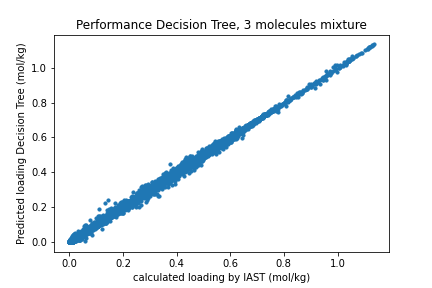 Performance Decision Tree, 3 molecules mixture
Predicted loading Decision Tree (mol/kg)
1.0
0.8
0.6
0.4
0.2
0.0
0.0 0.2 0.4 0.6 0.8 1.0
calculated loading by IAST (mol/kg)